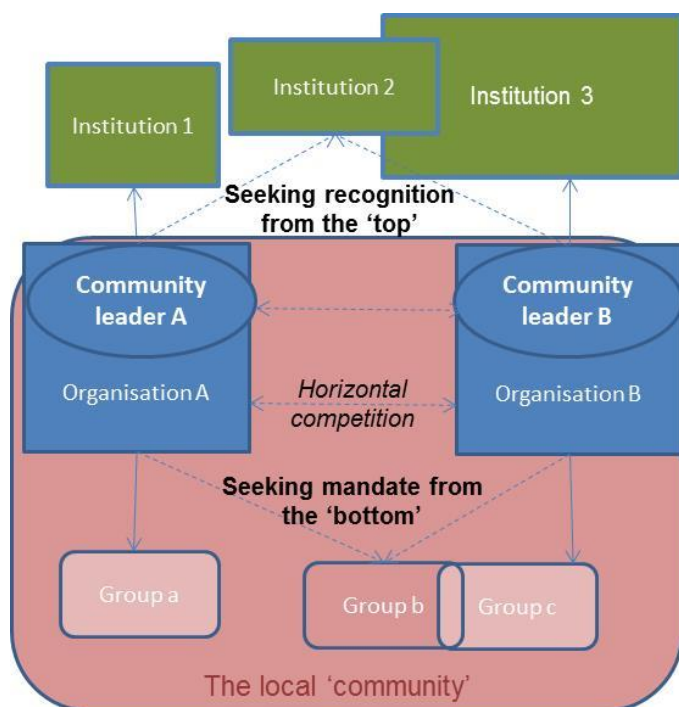 Institution 1
Institution 2
Institution 3
Seeking recognition
from the ‘top’
Community
leader A
Community
leader B
Organisation A
Organisation B
Horizontal
competition
Seeking mandate from
the ‘bottom’
Group a
Group b
Group c
The local ‘community’